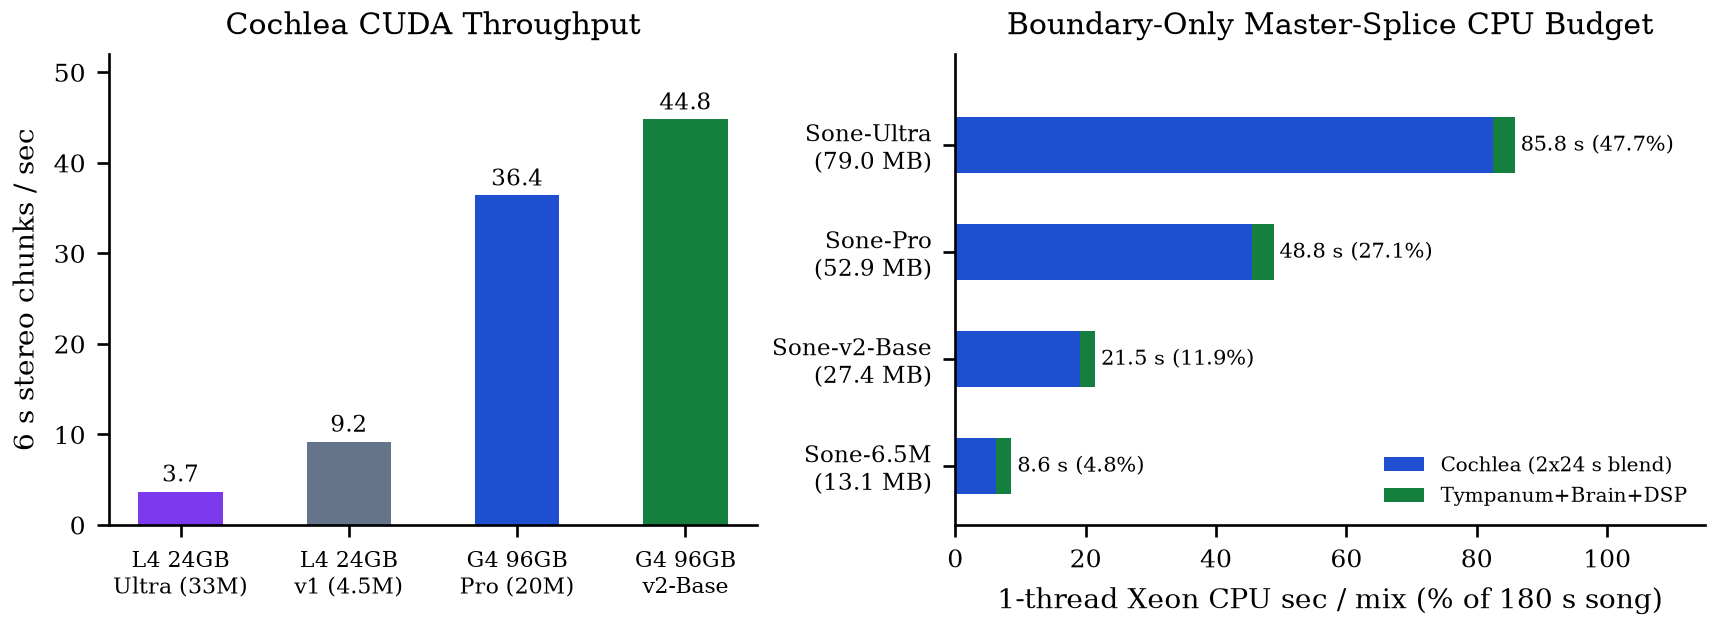 Cochlea CUDA Throughput
6 s stereo chunks / sec
50
40
30
20
10
0
3.7
9.2
36.4
44.8
L4 24GB
Ultra (33M)
L4 24GB
v1 (4.5M)
G4 96GB
Pro (20M)
G4 96GB
v2-Base
Boundary-Only Master-Splice CPU Budget
Sone-Ultra
(79.0 MB)
85.8 s (47.7%)
Sone-Pro
(52.9 MB)
48.8 s (27.1%)
Sone-v2-Base
(27.4 MB)
21.5 s (11.9%)
Sone-6.5M
(13.1 MB)
8.6 s (4.8%)
Cochlea (2x24 s blend)
Tympanum+Brain+DSP
0
20
40
60
80
100
1-thread Xeon CPU sec / mix (% of 180 s song)